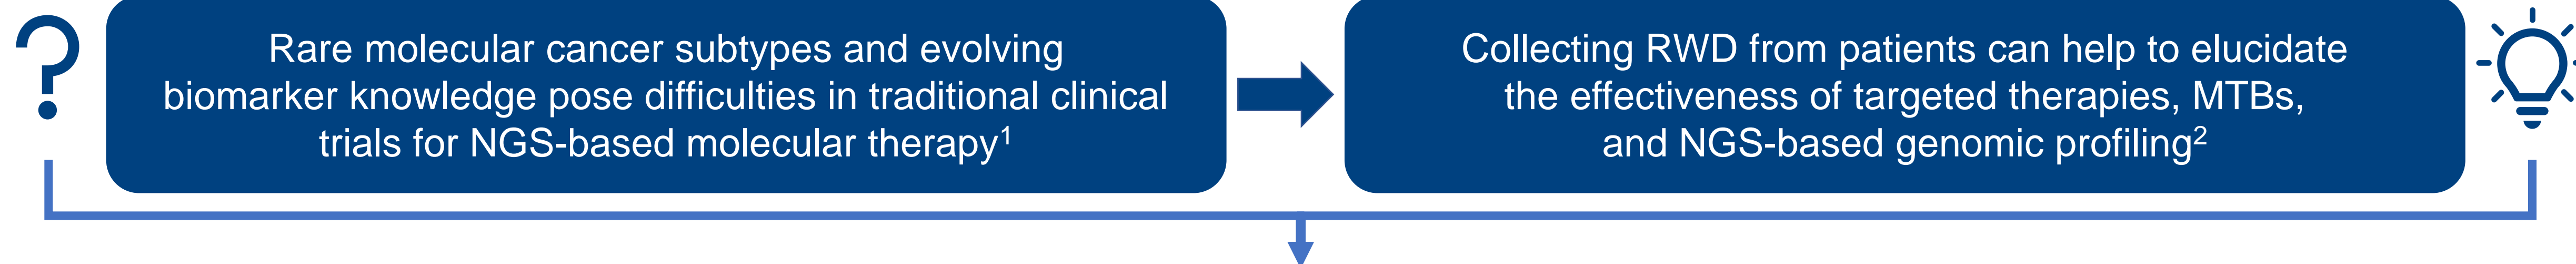 Rare molecular cancer subtypes and evolving
biomarker knowledge pose difficulties in traditional clinical
trials for NGS-based molecular therapy¹
Collecting RWD from patients can help to elucidate
the effectiveness of targeted therapies, MTBs,
and NGS-based genomic profiling²